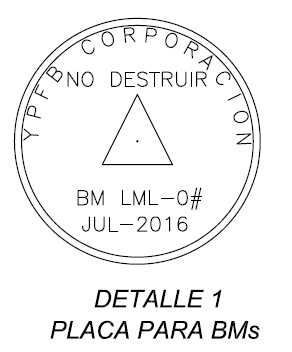 YPFB CORPORACION
NO DESTRUIR
BM LML-0#
JUL-2016
DETALLE 1
PLACA PARA BMs